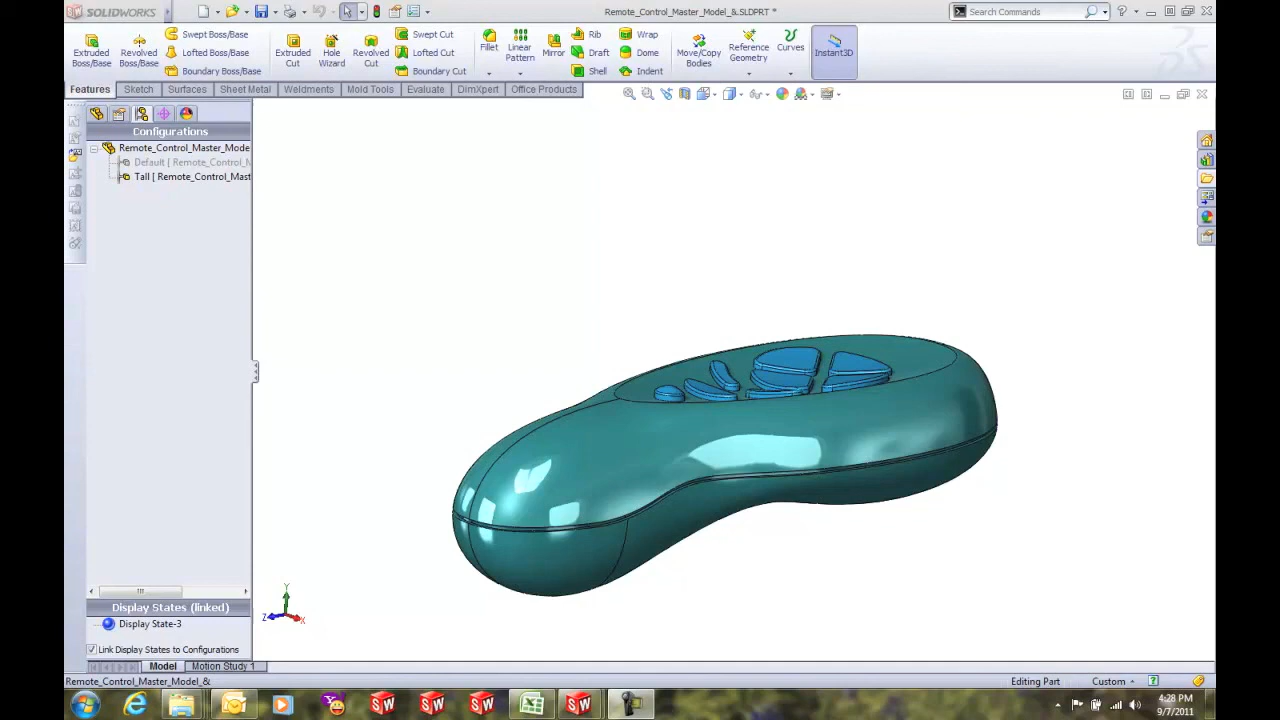 SOLIDWORKS
Remote_Control_Master_Model_&.SLDPRT *
Search Commands
Extruded Boss/Base
Revolved Boss/Base
Swept Boss/Base
Lofted Boss/Base
Boundary Boss/Base
Extruded Cut
Hole Wizard
Revolved Cut
Swept Cut
Lofted Cut
Boundary Cut
Fillet
Linear Pattern
Mirror
Rib
Draft
Shell
Wrap
Dome
Indent
Move/Copy Bodies
Reference Geometry
Curves
Instant3D
Features Sketch Surfaces Sheet Metal Weldments Mold Tools Evaluate DimXpert Office Products
Configurations
Remote_Control_Master_Mode
Default [ Remote_Control_M
Tall [ Remote_Control_Mast
Y
Z
X
Display States (linked)
Display State-3
Link Display States to Configurations
Model Motion Study 1
Remote_Control_Master_Model_&
Editing Part
Custom
?
4:28 PM
9/7/2011